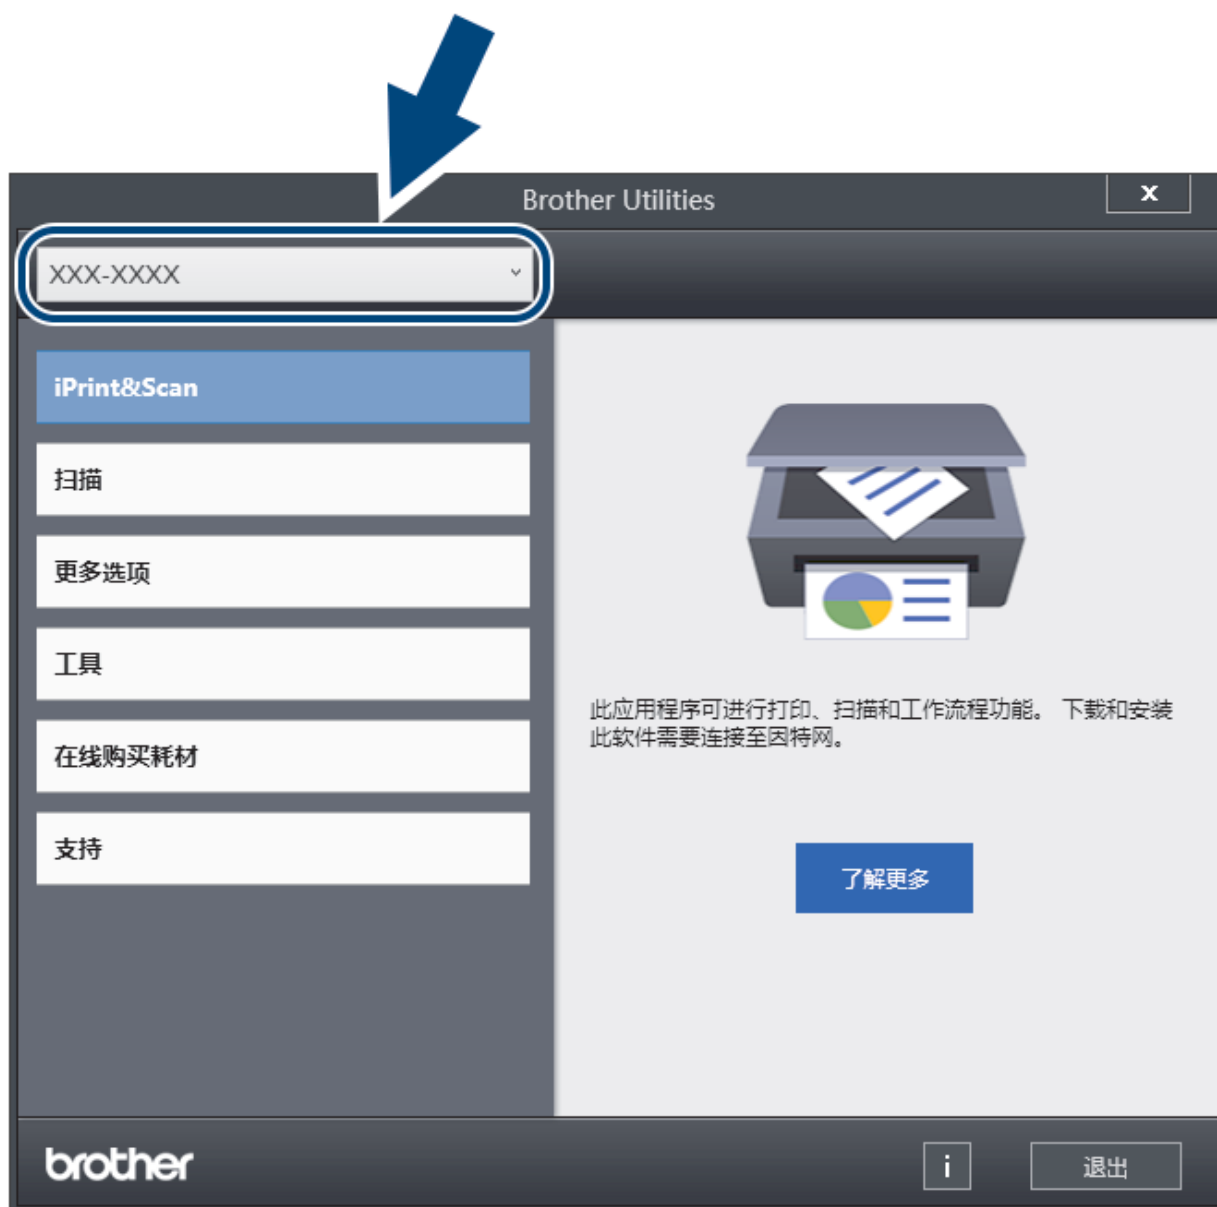 Brother Utilities
x
XXX-XXXX
iPrint&Scan
扫描
更多选项
工具
在线购买耗材
支持
此应用程序可进行打印、扫描和工作流程功能。 下载和安装
此软件需要连接至因特网。
了解更多
brother
i
退出